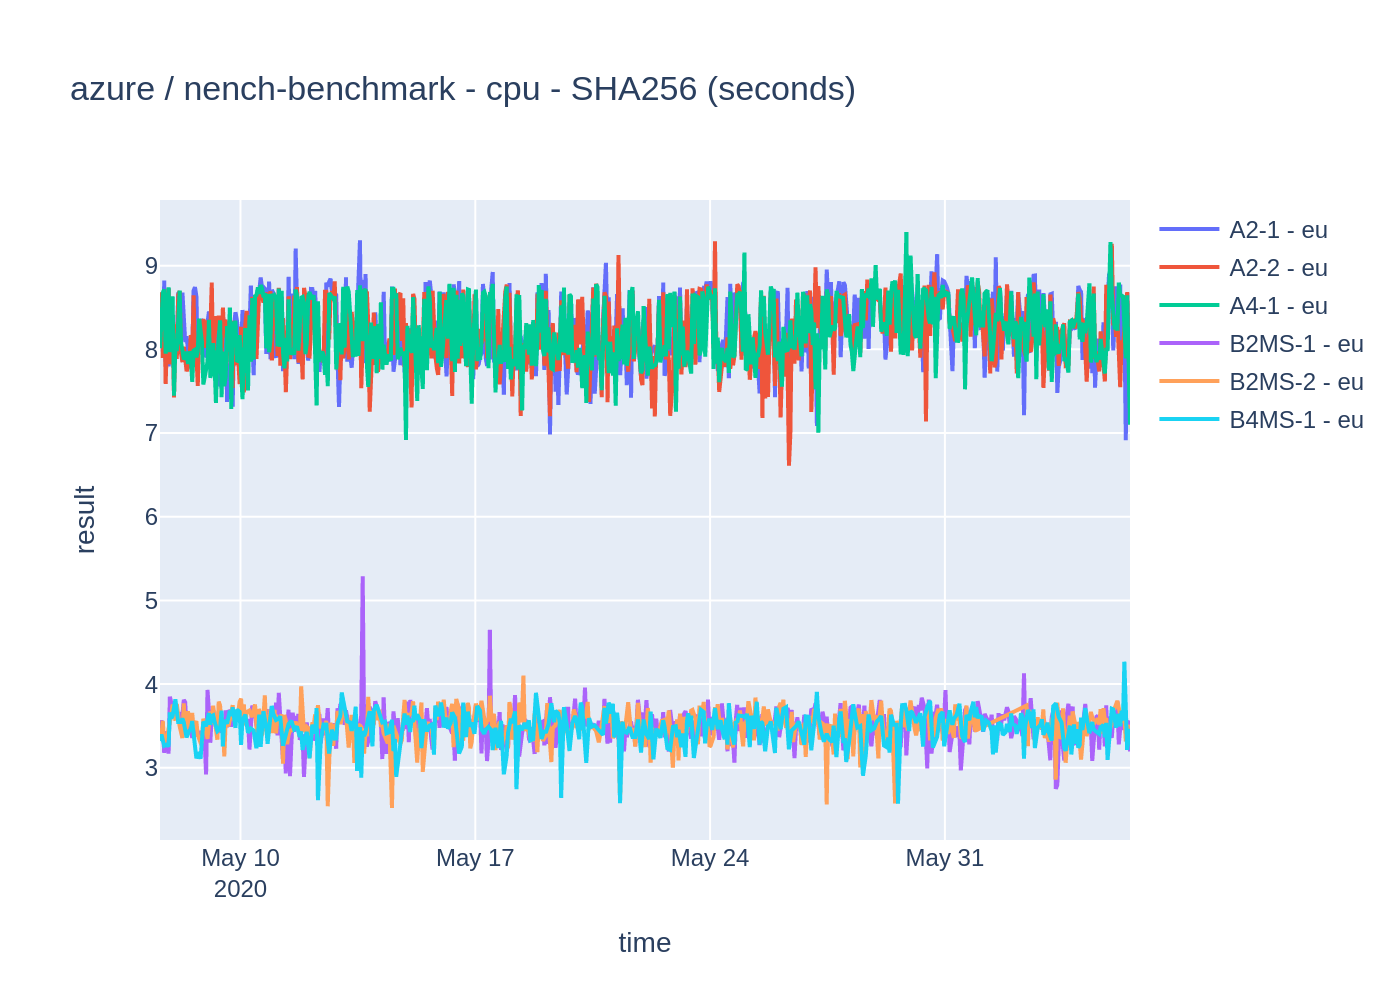 azure / nench-benchmark - cpu - SHA256 (seconds)
A2-1 - eu
A2-2 - eu
A4-1 - eu
B2MS-1 - eu
B2MS-2 - eu
B4MS-1 - eu
9
8
7
6
5
4
3
result
May 10
2020
May 17
May 24
May 31
time